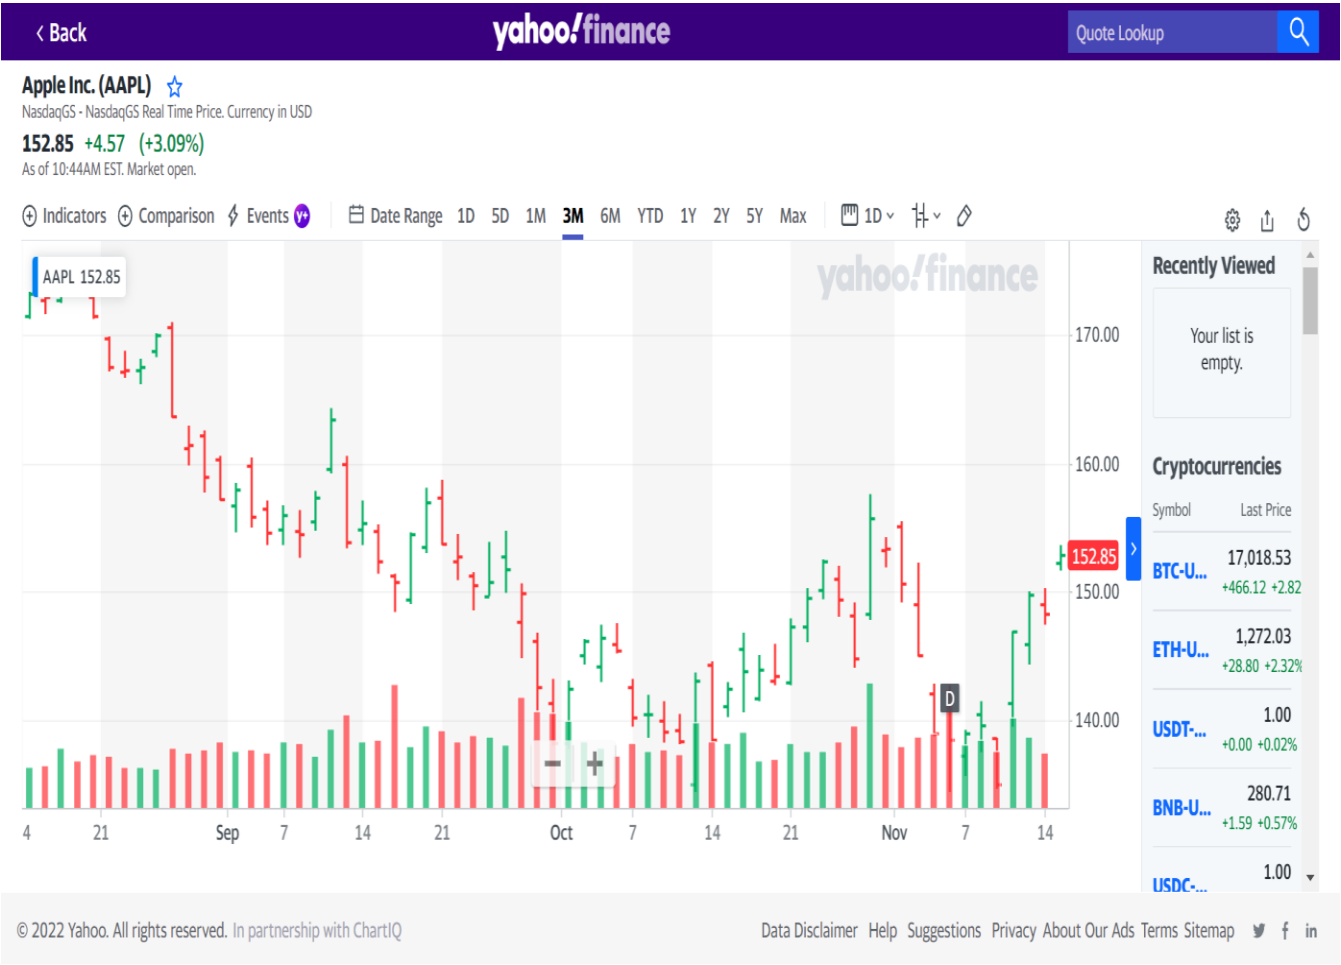 Back
yahoo!finance
Quote Lookup
Apple Inc. (AAPL)
NasdaqGS - NasdaqGS Real Time Price. Currency in USD
152.85 +4.57 (+3.09%)
As of 10:44AM EST. Market open.
Indicators Comparison Events Y+ Date Range 1D 5D 1M 3M 6M YTD 1Y 2Y 5Y Max 1D
AAPL 152.85
yahoo!finance
170.00
160.00
152.85
150.00
140.00
D
4 21 Sep 7 14 21 Oct 7 14 21 Nov 7 14
Recently Viewed
Your list is
empty.
Cryptocurrencies
Symbol Last Price
BTC-U... 17,018.53
+466.12 +2.82
ETH-U... 1,272.03
+28.80 +2.32%
USDT-... 1.00
+0.00 +0.02%
BNB-U... 280.71
+1.59 +0.57%
USDC-... 1.00
© 2022 Yahoo. All rights reserved. In partnership with ChartIQ
Data Disclaimer Help Suggestions Privacy About Our Ads Terms Sitemap